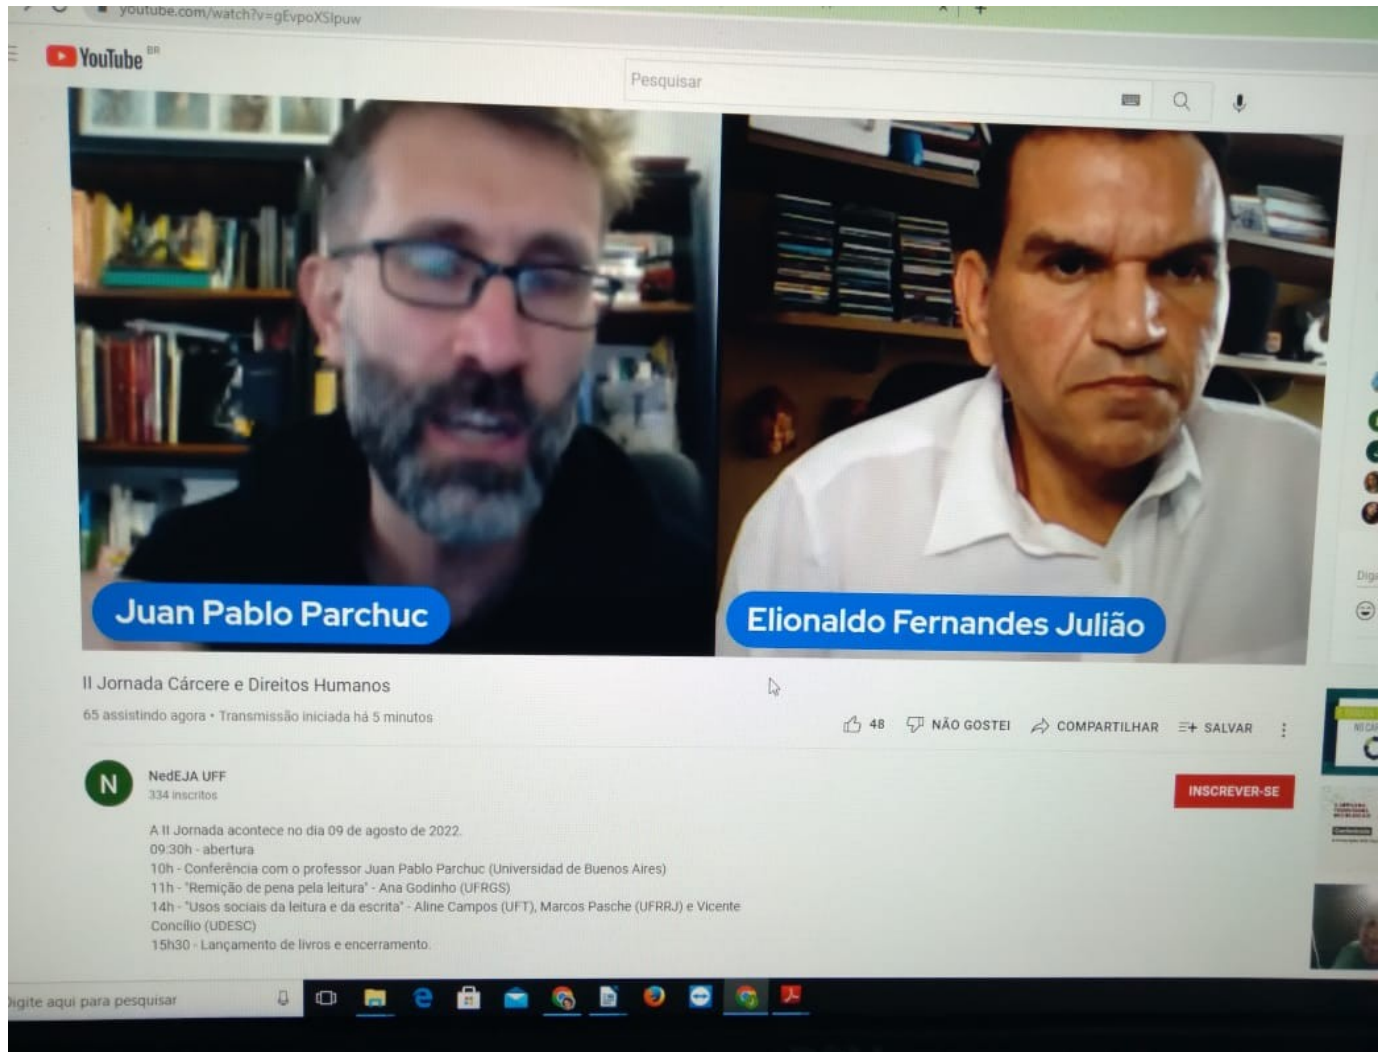 youtube.com/watch?v=gEvpoXSlpuw
YouTube BR
Pesquisar
Juan Pablo Parchuc
Elionaldo Fernandes Julião
II Jornada Cárcere e Direitos Humanos
65 assistindo agora • Transmissão iniciada há 5 minutos
48 NÃO GOSTEI COMPARTILHAR SALVAR
N
NedEJA UFF
334 inscritos
INSCREVER-SE
A II Jornada acontece no dia 09 de agosto de 2022.
09:30h - abertura
10h - Conferência com o professor Juan Pablo Parchuc (Universidad de Buenos Aires)
11h - "Remição de pena pela leitura" - Ana Godinho (UFRGS)
14h - "Usos sociais da leitura e da escrita" - Aline Campos (UFT), Marcos Pasche (UFRRJ) e Vicente
Concílio (UDESC)
15h30 - Lançamento de livros e encerramento.
Digite aqui para pesquisar